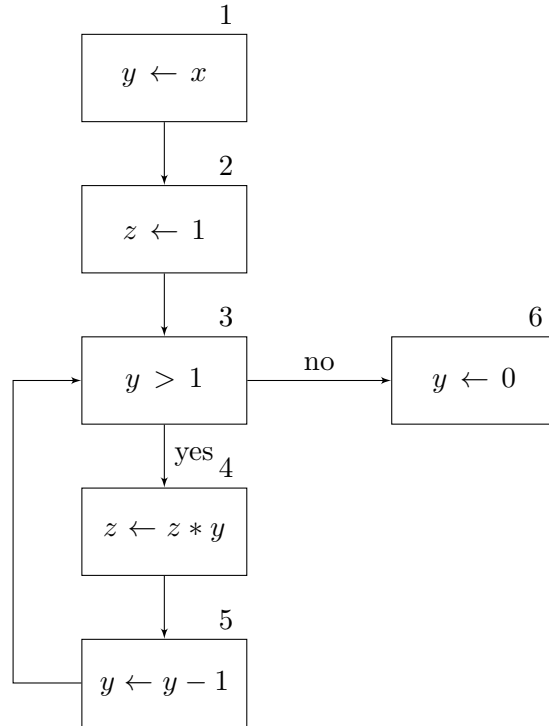 1
y ← x
2
z ← 1
3
y > 1
no
6
y ← 0
yes
4
z ← z ∗ y
5
y ← y − 1